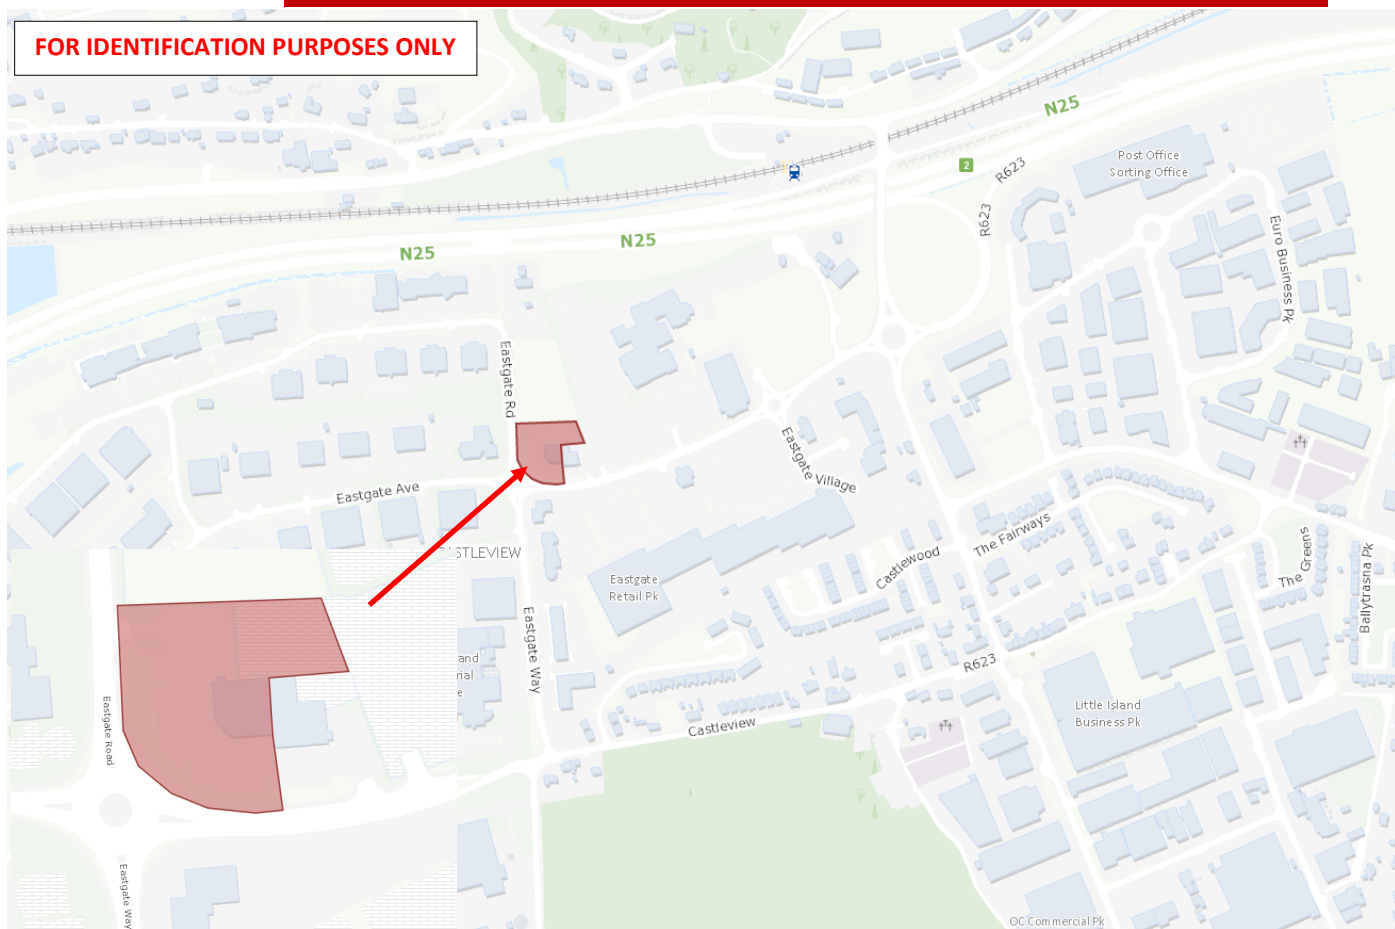 FOR IDENTIFICATION PURPOSES ONLY
N25
Post Office
Sorting Office
2
R623
R623
Euro Business Pk
N25
N25
Eastgate Rd
Eastgate Village
Eastgate Ave
The Fairways
CASTLEVIEW
Castlewood
The Greens
Ballytrasna Pk
Eastgate
Retail Pk
Eastgate Way
R623
Castleview
Little Island
Business Pk
Eastgate Road
Eastgate Way
OC Commercial Pk